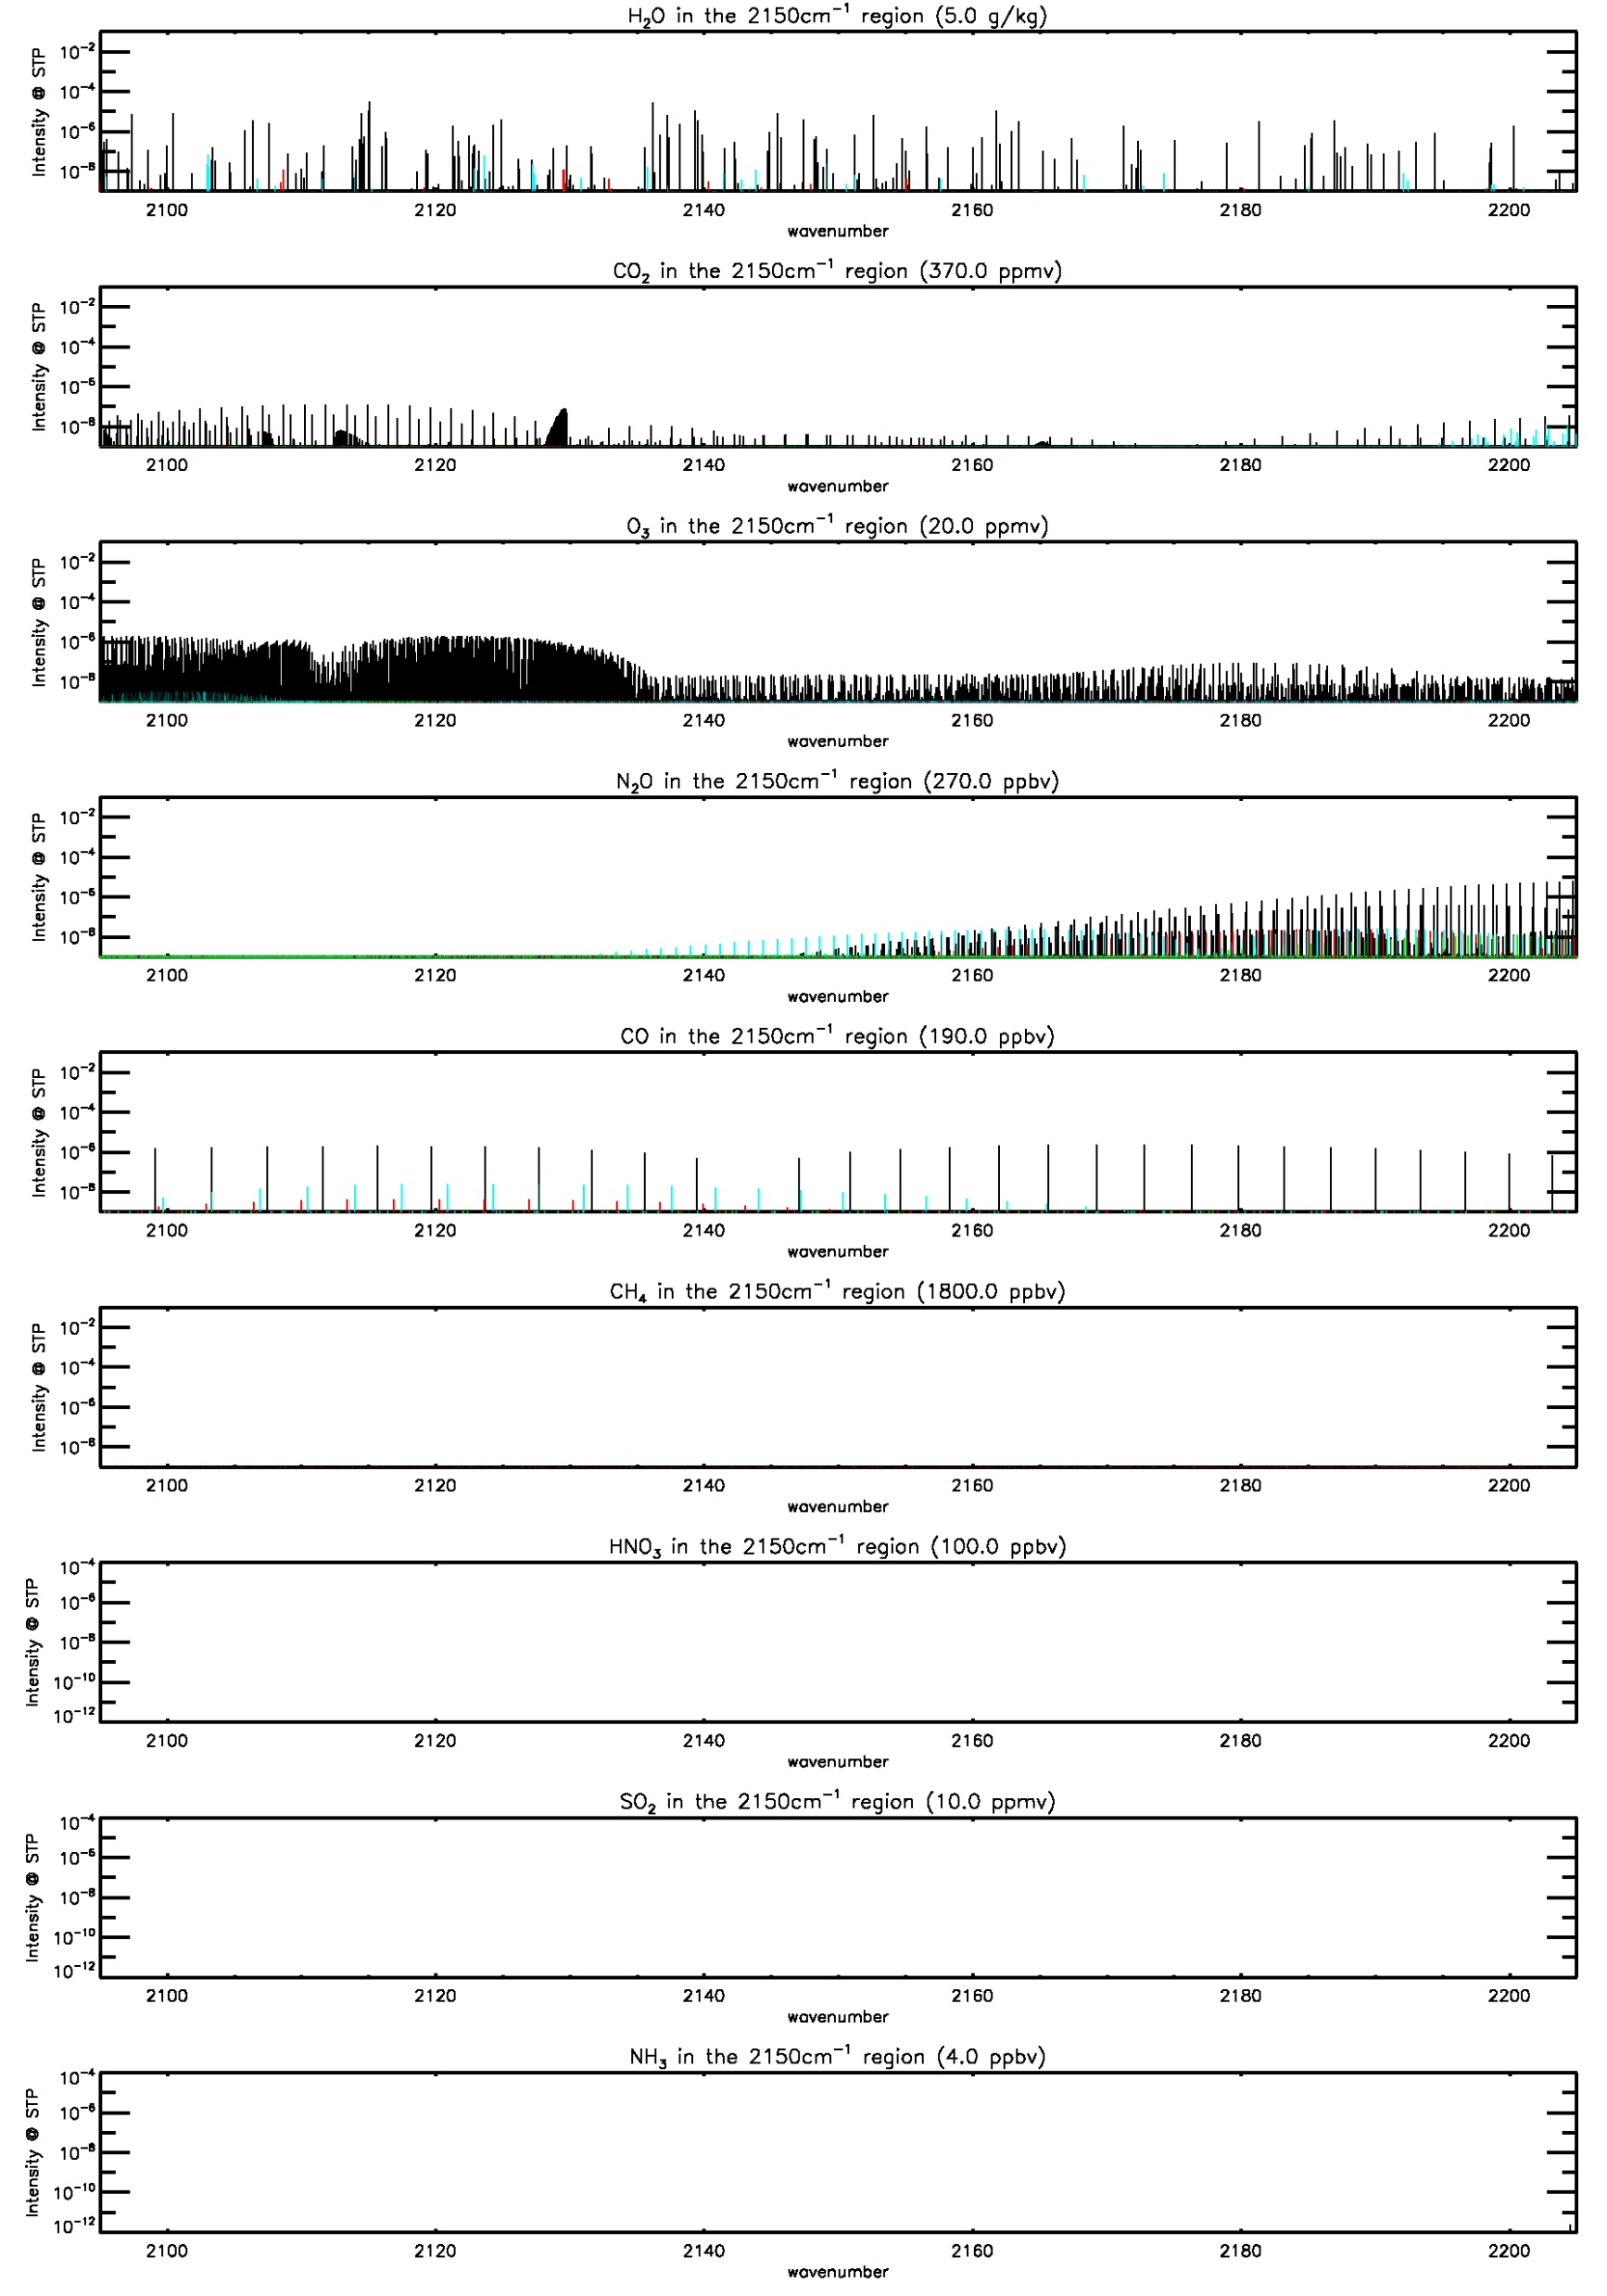 H₂O in the 2150cm⁻¹ region (5.0 g/kg)
Intensity @ STP
10⁻²
10⁻⁴
10⁻⁶
10⁻⁸
2100 2120 2140 2160 2180 2200
wavenumber
CO₂ in the 2150cm⁻¹ region (370.0 ppmv)
Intensity @ STP
10⁻²
10⁻⁴
10⁻⁶
10⁻⁸
2100 2120 2140 2160 2180 2200
wavenumber
O₃ in the 2150cm⁻¹ region (20.0 ppmv)
Intensity @ STP
10⁻²
10⁻⁴
10⁻⁶
10⁻⁸
2100 2120 2140 2160 2180 2200
wavenumber
N₂O in the 2150cm⁻¹ region (270.0 ppbv)
Intensity @ STP
10⁻²
10⁻⁴
10⁻⁶
10⁻⁸
2100 2120 2140 2160 2180 2200
wavenumber
CO in the 2150cm⁻¹ region (190.0 ppbv)
Intensity @ STP
10⁻²
10⁻⁴
10⁻⁶
10⁻⁸
2100 2120 2140 2160 2180 2200
wavenumber
CH₄ in the 2150cm⁻¹ region (1800.0 ppbv)
Intensity @ STP
10⁻²
10⁻⁴
10⁻⁶
10⁻⁸
2100 2120 2140 2160 2180 2200
wavenumber
HNO₃ in the 2150cm⁻¹ region (100.0 ppbv)
Intensity @ STP
10⁻⁴
10⁻⁶
10⁻⁸
10⁻¹⁰
10⁻¹²
2100 2120 2140 2160 2180 2200
wavenumber
SO₂ in the 2150cm⁻¹ region (10.0 ppmv)
Intensity @ STP
10⁻⁴
10⁻⁶
10⁻⁸
10⁻¹⁰
10⁻¹²
2100 2120 2140 2160 2180 2200
wavenumber
NH₃ in the 2150cm⁻¹ region (4.0 ppbv)
Intensity @ STP
10⁻⁴
10⁻⁶
10⁻⁸
10⁻¹⁰
10⁻¹²
2100 2120 2140 2160 2180 2200
wavenumber